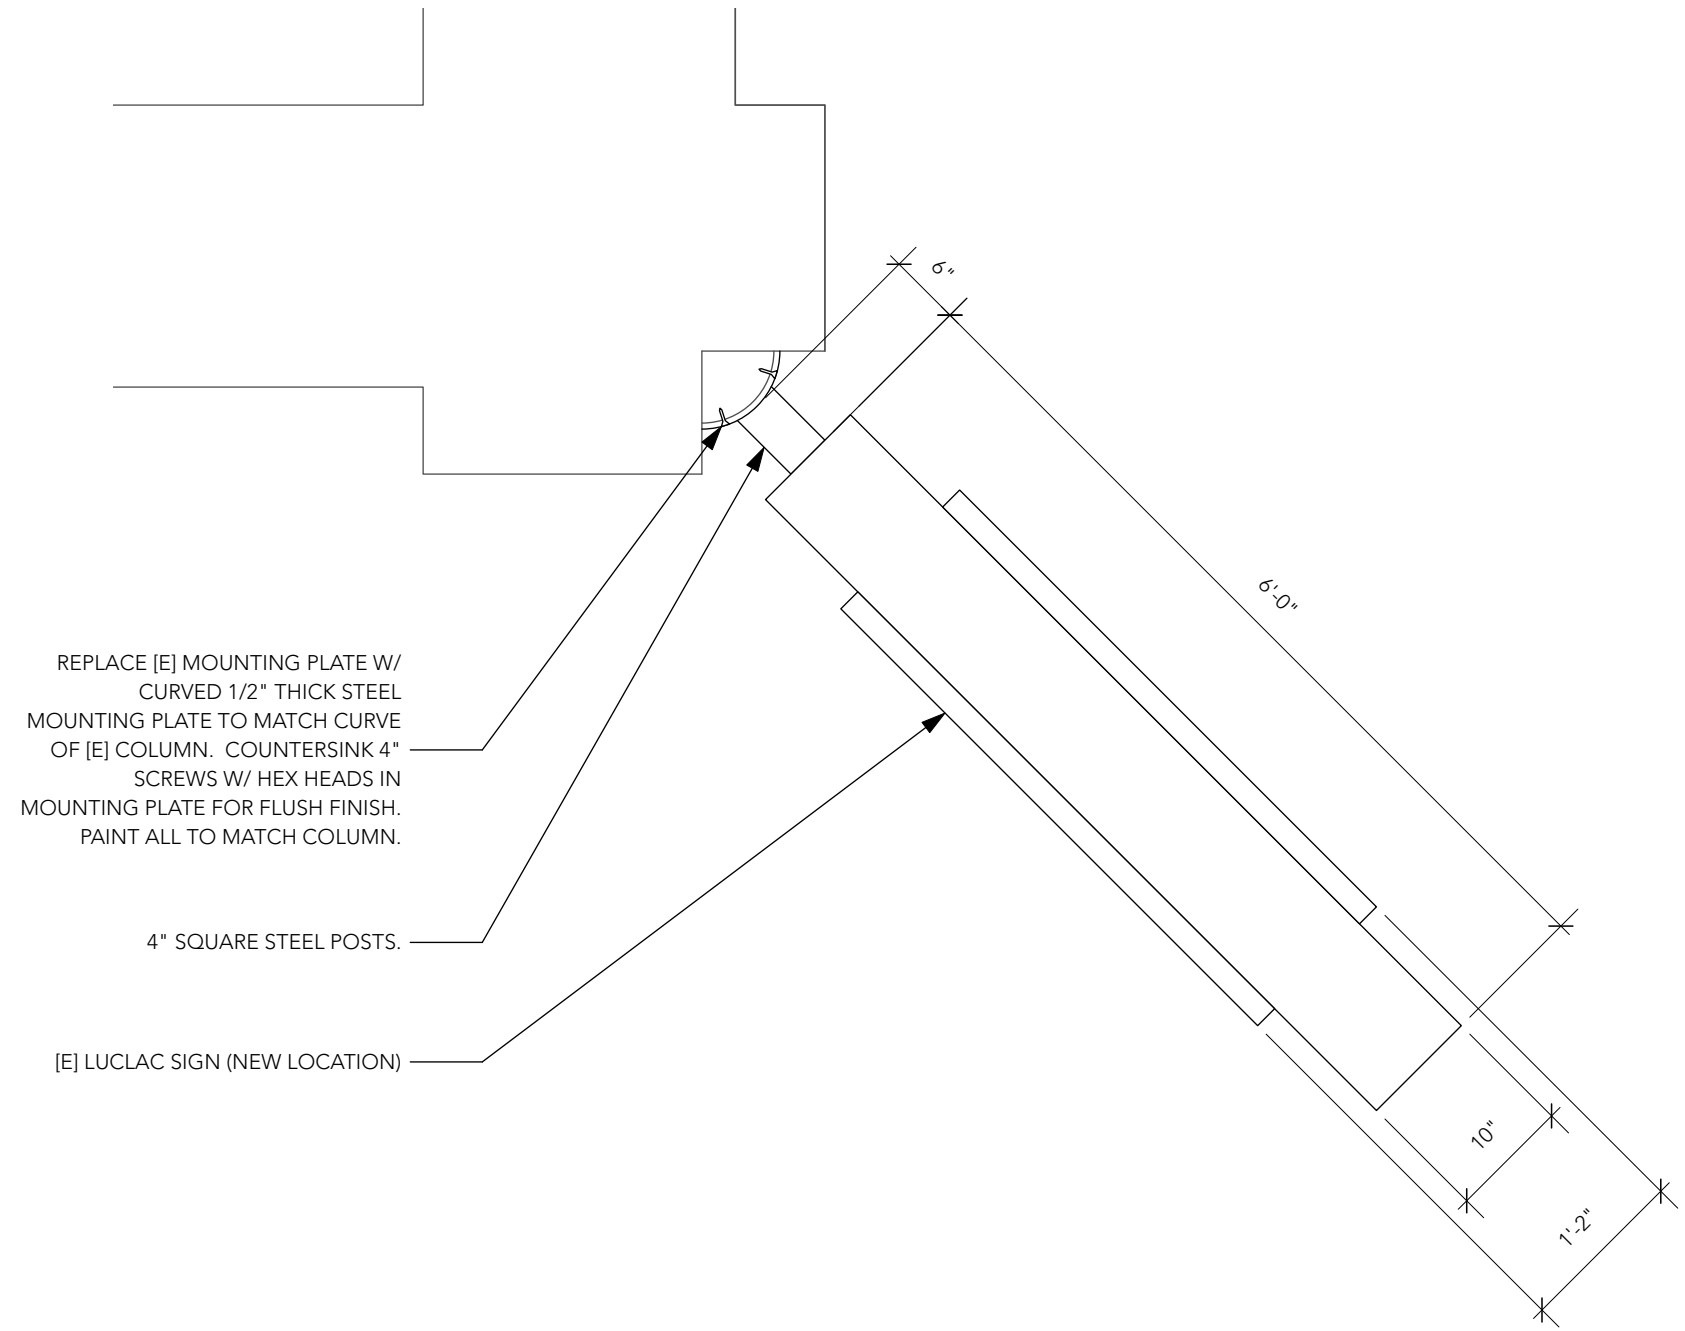 6"
6'-0"
REPLACE [E] MOUNTING PLATE W/
CURVED 1/2" THICK STEEL
MOUNTING PLATE TO MATCH CURVE
OF [E] COLUMN.  COUNTERSINK 4"
SCREWS W/ HEX HEADS IN
MOUNTING PLATE FOR FLUSH FINISH.
PAINT ALL TO MATCH COLUMN.
4" SQUARE STEEL POSTS.
[E] LUCLAC SIGN (NEW LOCATION)
10"
1'-2"